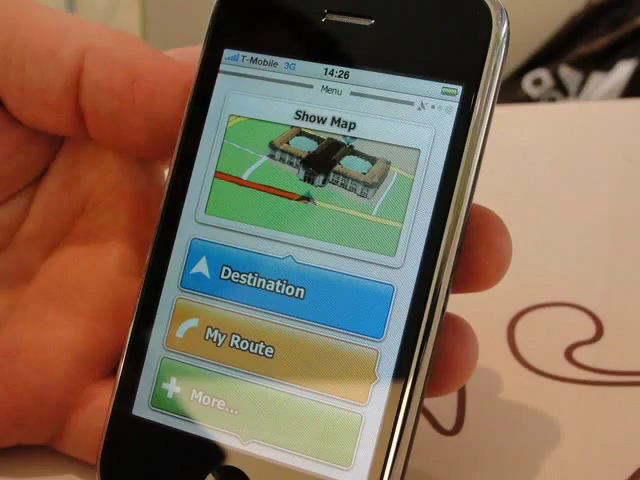 T-Mobile 3G 14:26
Menu
Show Map
Destination
My Route
More...